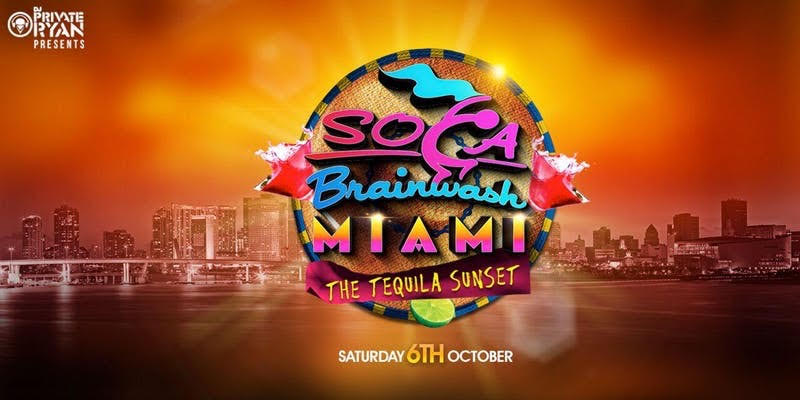 DJ
PRIVATE
RYAN
PRESENTS
SOCA
Brainwash
MIAMI
THE TEQUILA SUNSET
SATURDAY 6TH OCTOBER